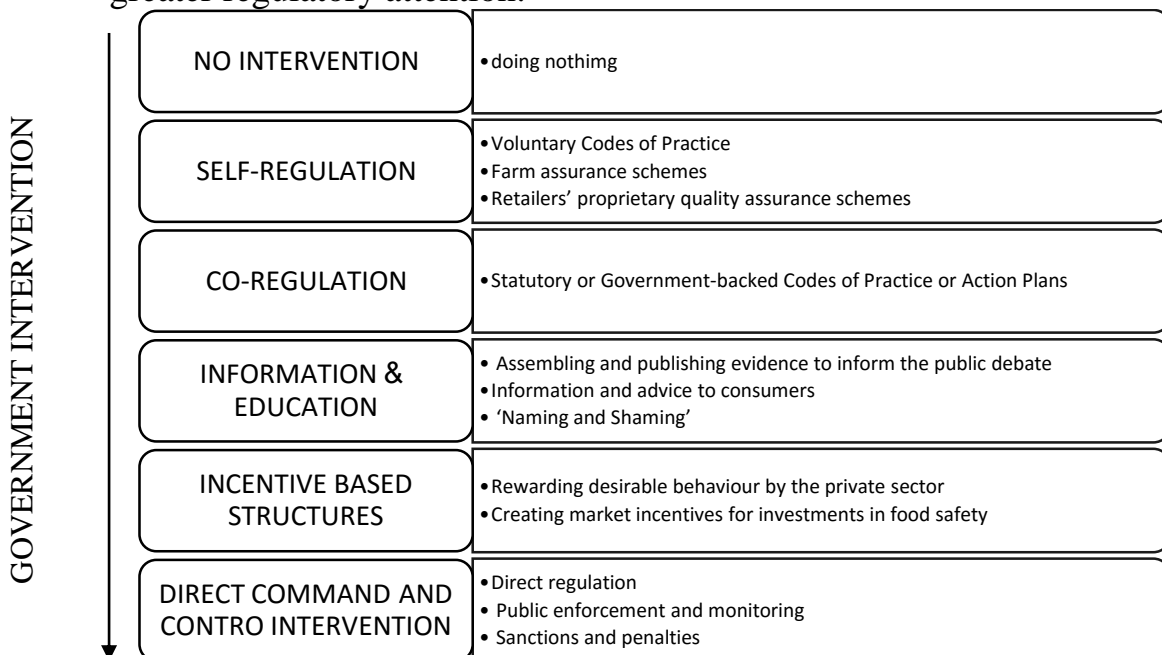 greater regulatory attention.
GOVERNMENT INTERVENTION
NO INTERVENTION
•doing nothimg
SELF-REGULATION
•Voluntary Codes of Practice
•Farm assurance schemes
•Retailers’ proprietary quality assurance schemes
CO-REGULATION
•Statutory or Government-backed Codes of Practice or Action Plans
INFORMATION &
EDUCATION
• Assembling and publishing evidence to inform the public debate
•Information and advice to consumers
• ‘Naming and Shaming’
INCENTIVE BASED
STRUCTURES
•Rewarding desirable behaviour by the private sector
•Creating market incentives for investments in food safety
DIRECT COMMAND AND
CONTRO INTERVENTION
•Direct regulation
• Public enforcement and monitoring
• Sanctions and penalties